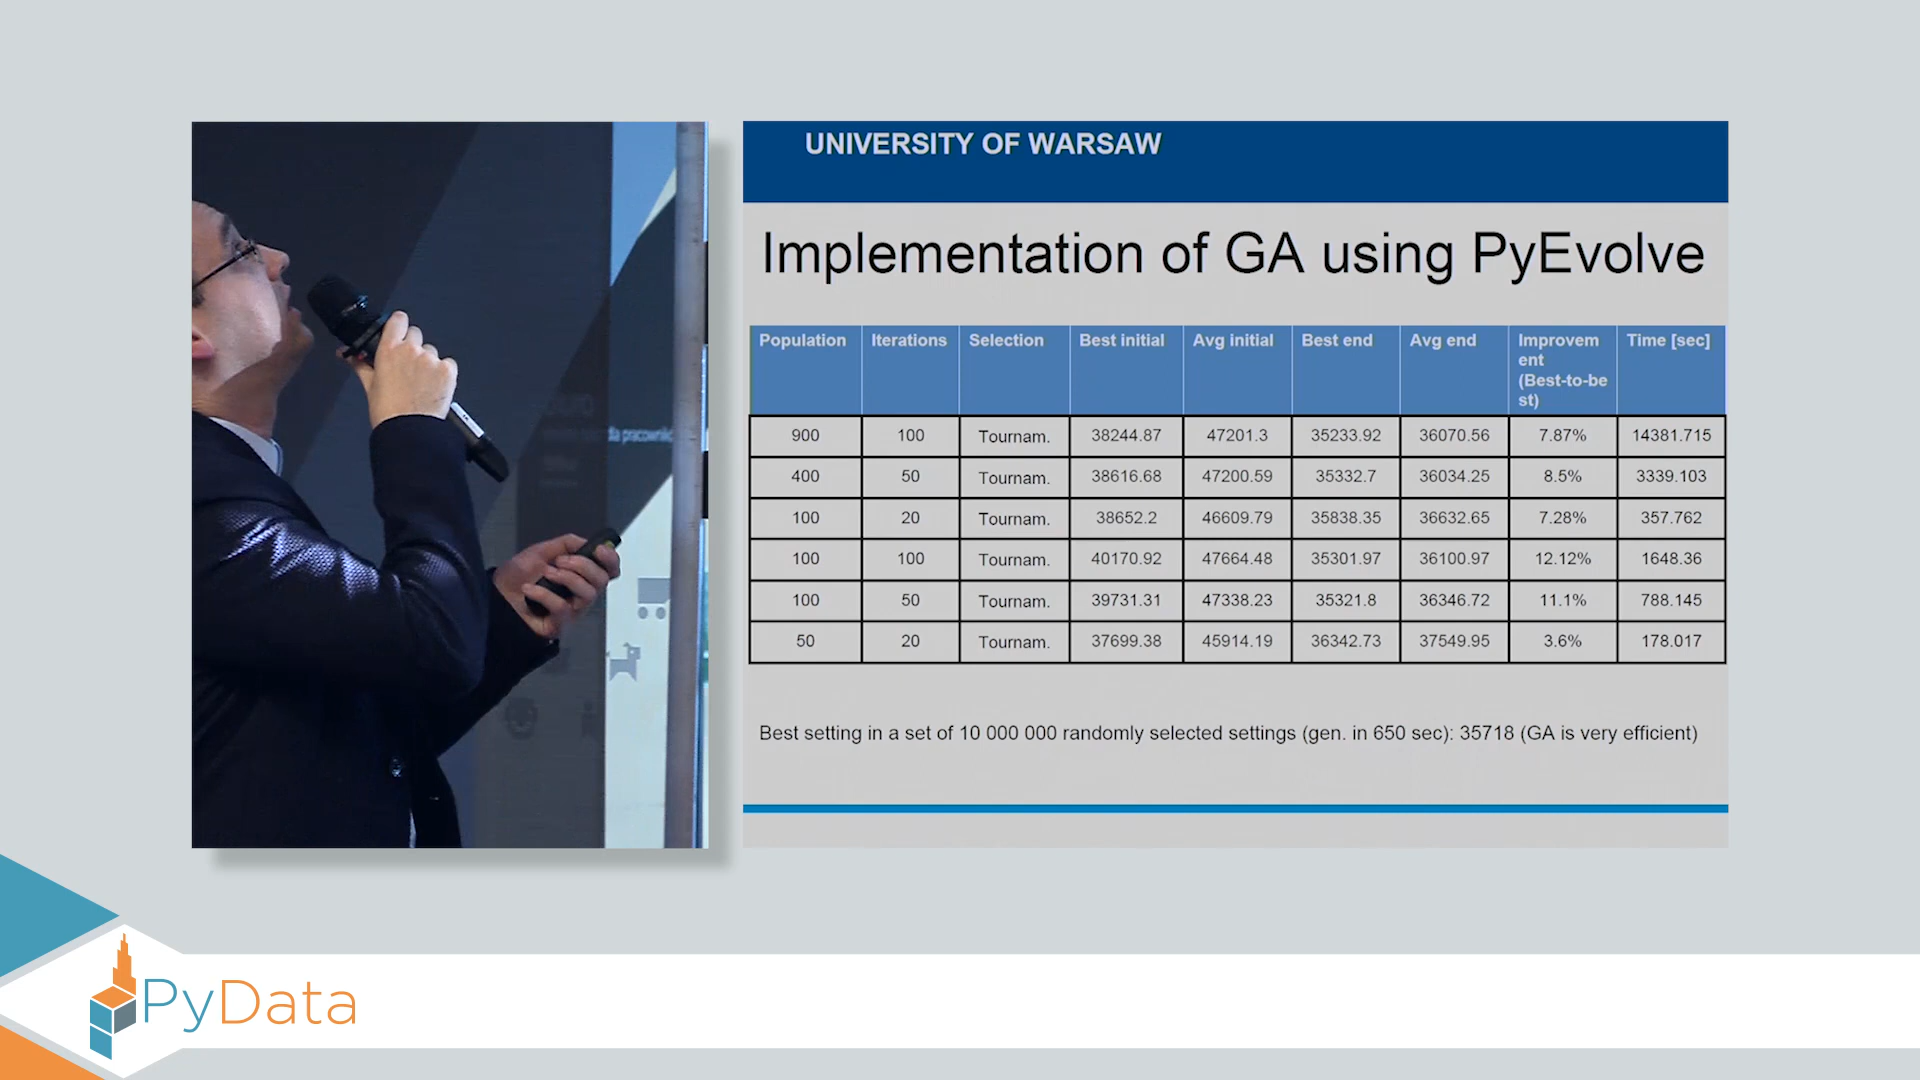 UNIVERSITY OF WARSAW
Implementation of GA using PyEvolve
Population Iterations Selection Best initial Avg initial Best end Avg end Improvem Time [sec]
ent
(Best-to-be
st)
900 100 Tournam. 38244.87 47201.3 35233.92 36070.56 7.87% 14381.715
400 50 Tournam. 38616.68 47200.59 35332.7 36034.25 8.5% 3339.103
100 20 Tournam. 38652.2 46609.79 35838.35 36632.65 7.28% 357.762
100 100 Tournam. 40170.92 47664.48 35301.97 36100.97 12.12% 1648.36
100 50 Tournam. 39731.31 47338.23 35321.8 36346.72 11.1% 788.145
50 20 Tournam. 37699.38 45914.19 36342.73 37549.95 3.6% 178.017
Best setting in a set of 10 000 000 randomly selected settings (gen. in 650 sec): 35718 (GA is very efficient)
PyData